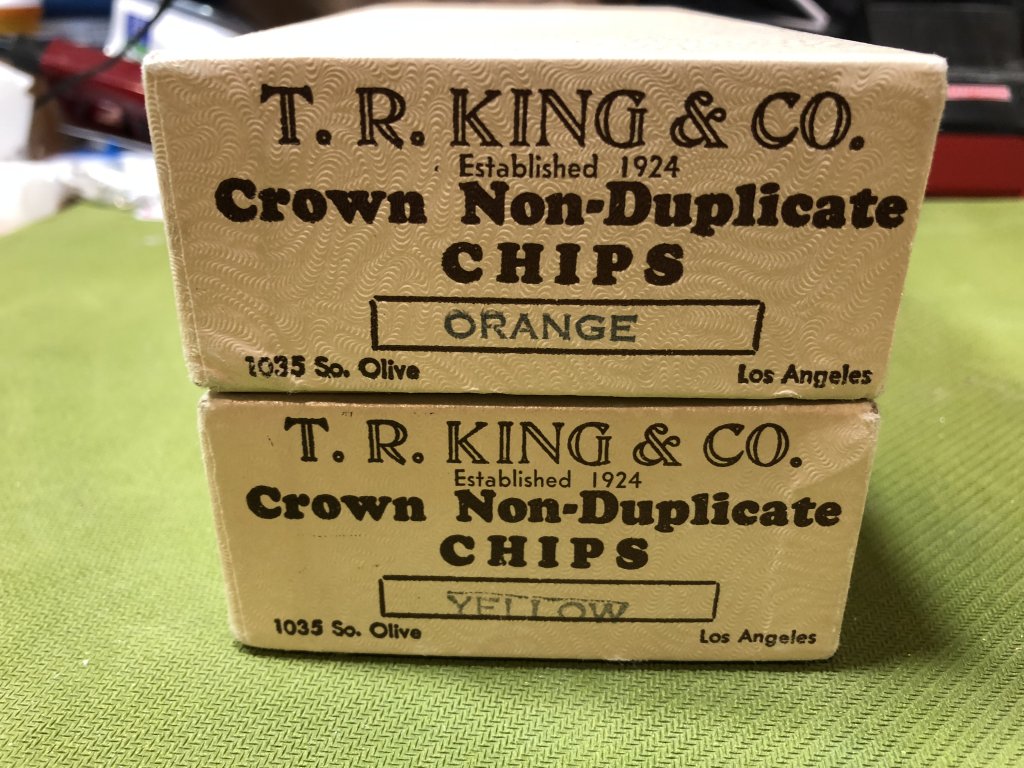 T. R. KING & CO.
Established 1924
Crown Non-Duplicate
CHIPS
ORANGE
1035 So. Olive Los Angeles
T. R. KING & CO.
Established 1924
Crown Non-Duplicate
CHIPS
YELLOW
1035 So. Olive Los Angeles